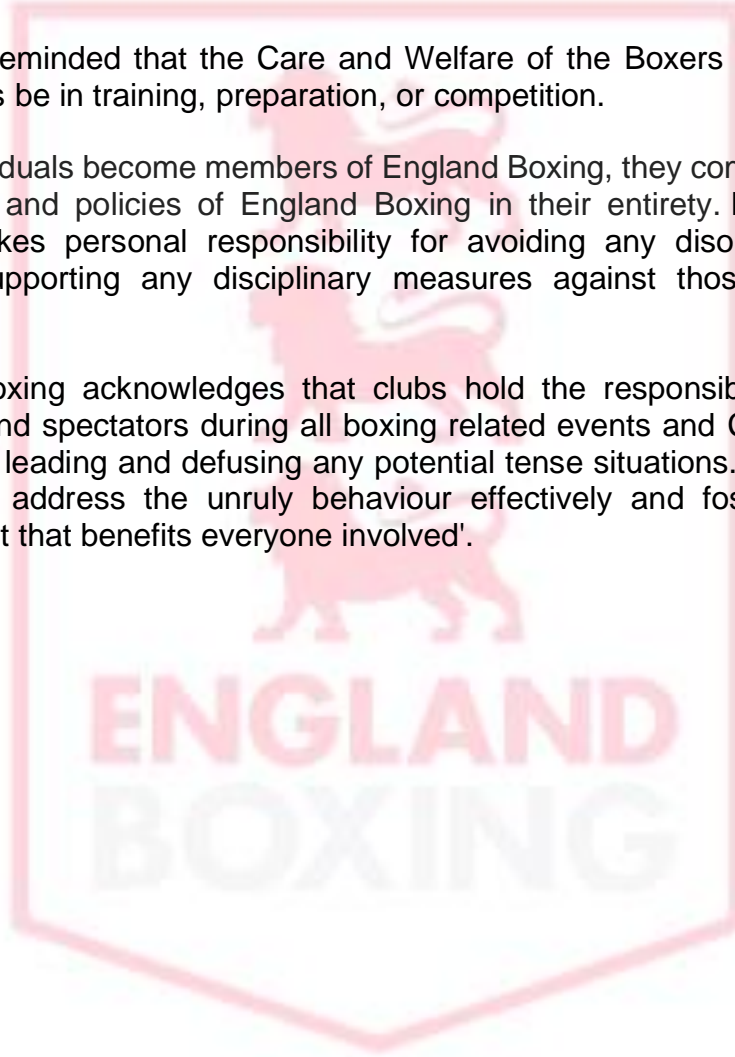 eminded that the Care and Welfare of the Boxers
s be in training, preparation, or competition.
iduals become members of England Boxing, they con
and policies of England Boxing in their entirety.
kes personal responsibility for avoiding any diso
upporting any disciplinary measures against thos
oxing acknowledges that clubs hold the responsib
nd spectators during all boxing related events and
leading and defusing any potential tense situations.
address the unruly behaviour effectively and fos
t that benefits everyone involved'.
ENGLAND
BOXING